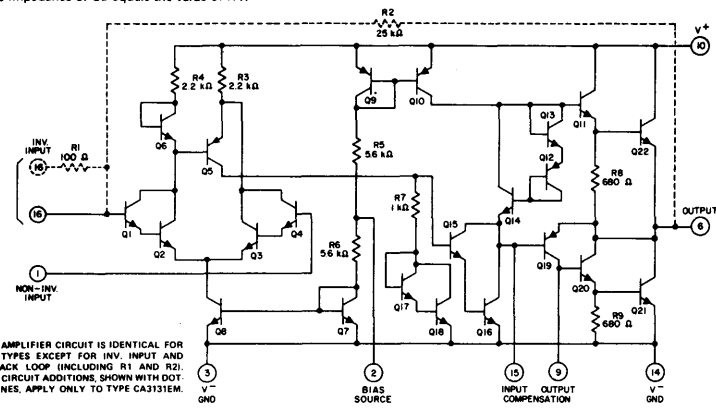 R2
25 kΩ
V+
10
R4
2.2 kΩ
R3
2.2 kΩ
Q9
Q10
Q13
Q11
Q6
INV.
INPUT
R1
100 Ω
16
Q5
R5
5.6 kΩ
Q12
Q22
R8
680 Ω
R7
1 kΩ
Q14
OUTPUT
6
16
Q1
Q2
Q3
Q4
R6
5.6 kΩ
Q15
Q19
Q20
1
NON-INV.
INPUT
Q17
Q18
Q16
R9
680 Ω
Q21
Q8
Q7
AMPLIFIER CIRCUIT IS IDENTICAL FOR
TYPES EXCEPT FOR INV. INPUT AND
ACK LOOP (INCLUDING R1 AND R2).
CIRCUIT ADDITIONS, SHOWN WITH DOT-
NES, APPLY ONLY TO TYPE CA3131EM.
3
V-
GND
2
BIAS
SOURCE
15
9
INPUT OUTPUT
COMPENSATION
14
V-
GND